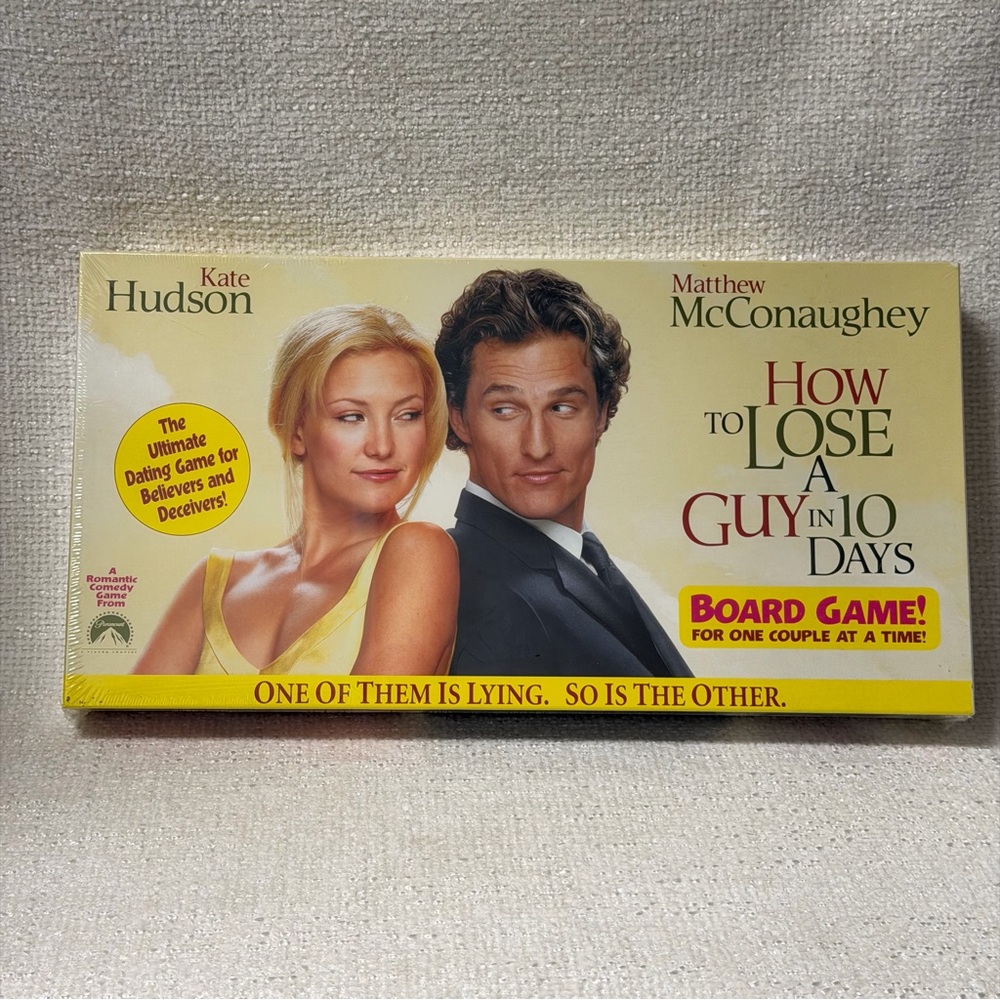 Kate
Hudson
Matthew
McConaughey
HOW
TO LOSE
A
GUY IN 10
DAYS
BOARD GAME!
FOR ONE COUPLE AT A TIME!
The
Ultimate
Dating Game for
Believers and
Deceivers!
A
Romantic
Comedy
Game
From
Paramount
ONE OF THEM IS LYING. SO IS THE OTHER.